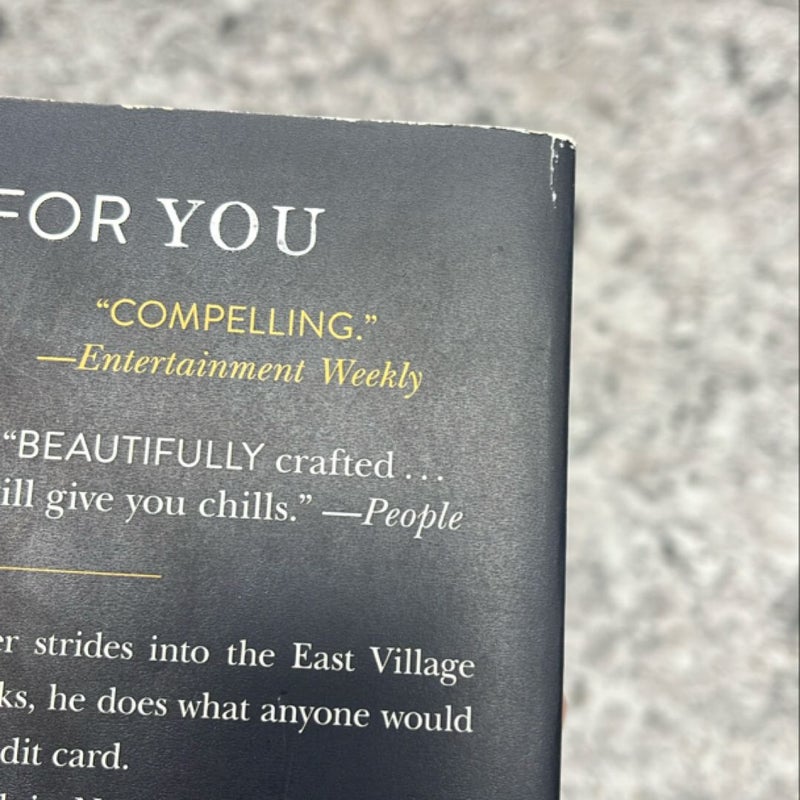 FOR YOU
“COMPELLING.”
—Entertainment Weekly
“BEAUTIFULLY crafted . . .
ill give you chills.” —People
er strides into the East Village
ks, he does what anyone would
dit card.